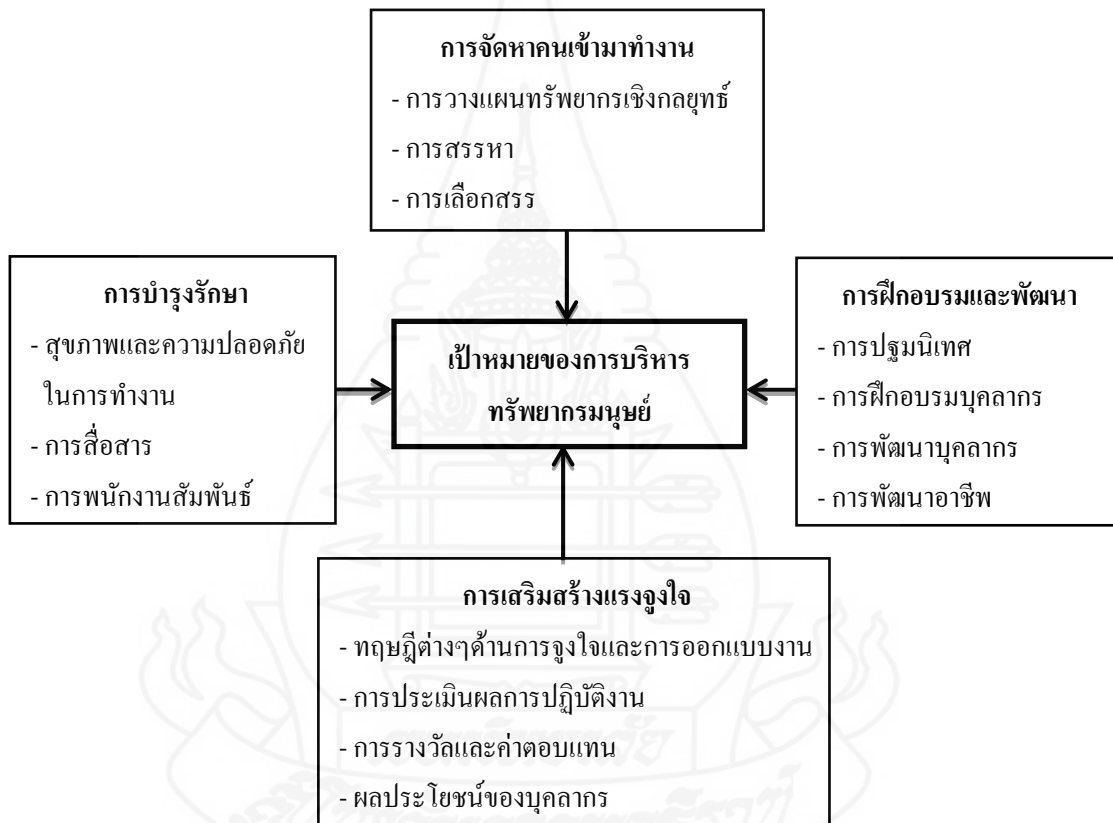 การจัดหาคนเข้ามาทำงาน
- การวางแผนทรัพยากรเชิงกลยุทธ์
- การสรรหา
- การเลือกสรร
การบำรุงรักษา
- สุขภาพและความปลอดภัย
ในการทำงาน
- การสื่อสาร
- การพนักงานสัมพันธ์
เป้าหมายของการบริหาร
ทรัพยากรมนุษย์
การฝึกอบรมและพัฒนา
- การปฐมนิเทศ
- การฝึกอบรมบุคลากร
- การพัฒนาบุคลากร
- การพัฒนาอาชีพ
การเสริมสร้างแรงจูงใจ
- ทฤษฎีต่างๆด้านการจูงใจและการออกแบบงาน
- การประเมินผลการปฏิบัติงาน
- การรางวัลและค่าตอบแทน
- ผลประโยชน์ของบุคลากร